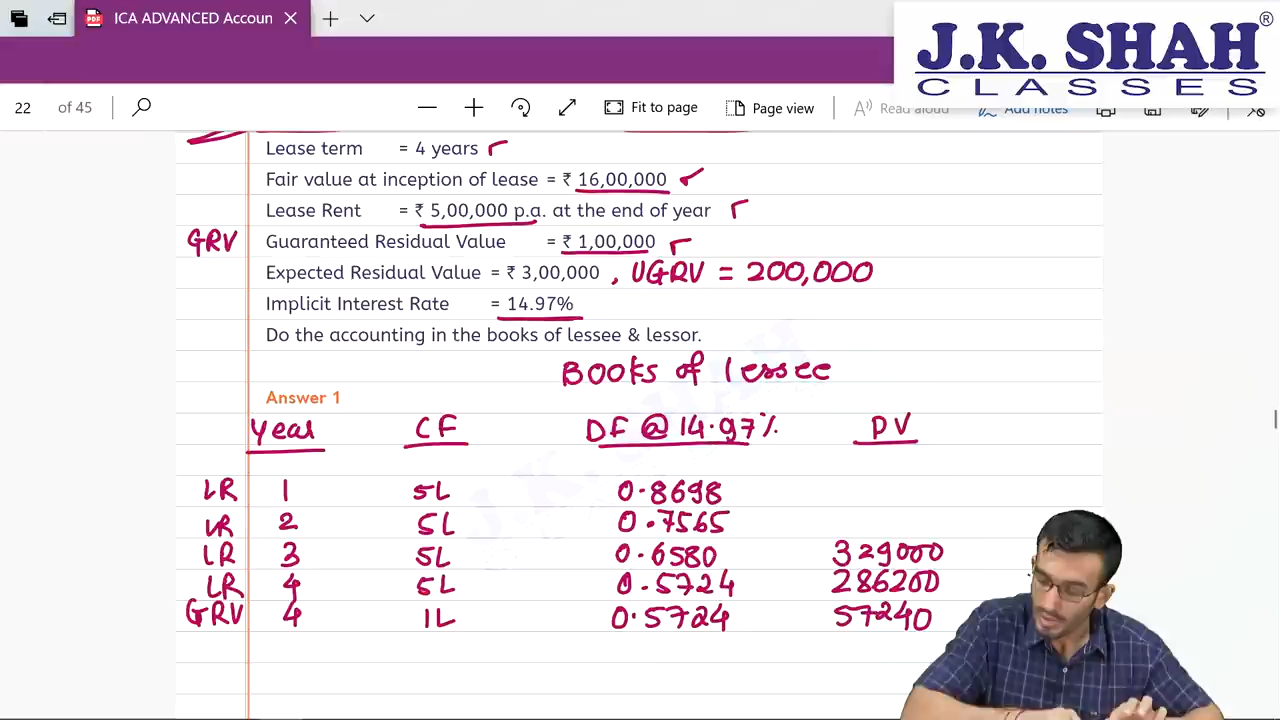 ICA ADVANCED Accoun
J.K. SHAH®
CLASSES
22 of 45
Fit to page
Page view
Read aloud
Add notes
Lease term = 4 years
Fair value at inception of lease = ₹ 16,00,000
Lease Rent = ₹ 5,00,000 p.a. at the end of year
GRV Guaranteed Residual Value = ₹ 1,00,000
Expected Residual Value = ₹ 3,00,000 , UGRV = 200,000
Implicit Interest Rate = 14.97%
Do the accounting in the books of lessee & lessor.
Books of lessee
Answer 1
Year CF DF @ 14.97% PV
LR 1 5L 0.8698
LR 2 5L 0.7565
LR 3 5L 0.6580 329000
LR 4 5L 0.5724 286200
GRV 4 1L 0.5724 57240
J.K. SHAH